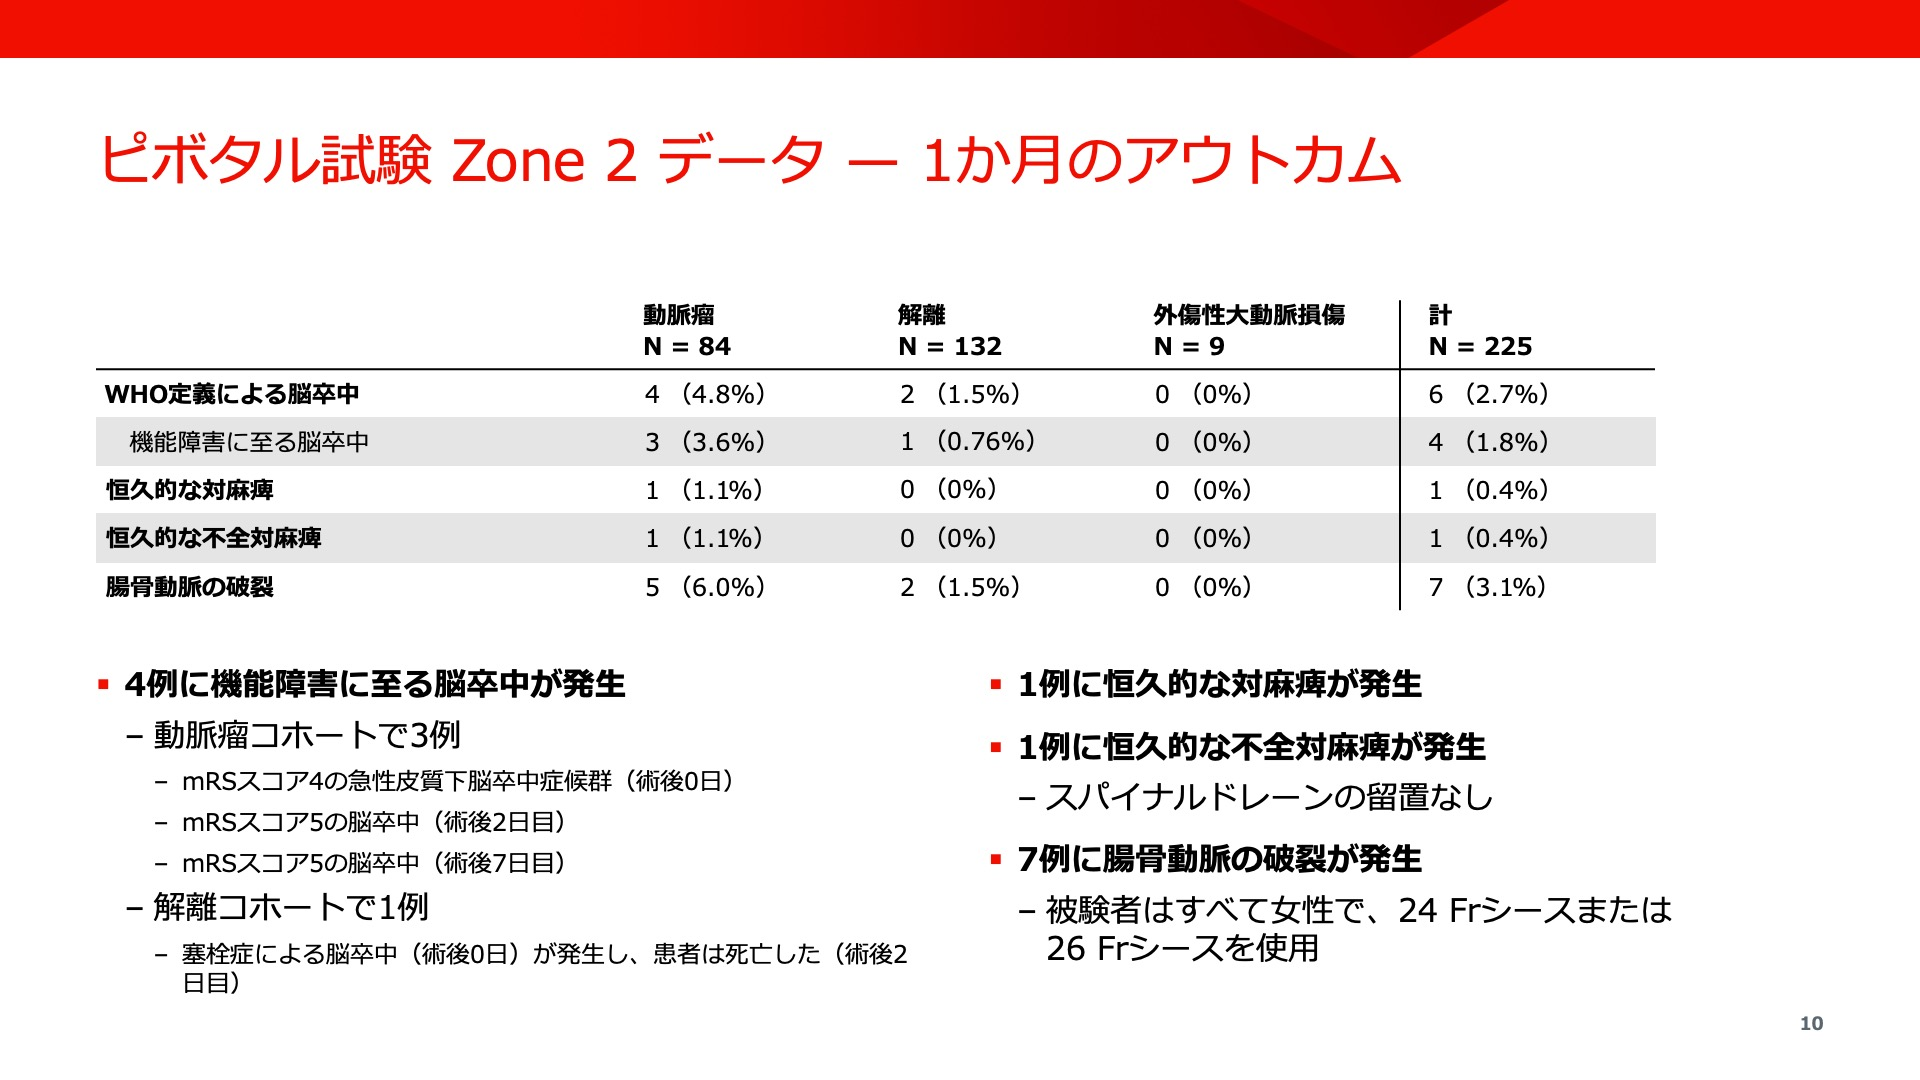 ピボタル試験 Zone 2 データ ー 1か月のアウトカム
動脈瘤 解離 外傷性大動脈損傷 計
N = 84 N = 132 N = 9 N = 225
WHO定義による脳卒中 4 （4.8%） 2 （1.5%） 0 （0%） 6 （2.7%）
機能障害に至る脳卒中 3 （3.6%） 1 （0.76%） 0 （0%） 4 （1.8%）
恒久的な対麻痺 1 （1.1%） 0 （0%） 0 （0%） 1 （0.4%）
恒久的な不全対麻痺 1 （1.1%） 0 （0%） 0 （0%） 1 （0.4%）
腸骨動脈の破裂 5 （6.0%） 2 （1.5%） 0 （0%） 7 （3.1%）
▪ 4例に機能障害に至る脳卒中が発生
– 動脈瘤コホートで3例
– mRSスコア4の急性皮質下脳卒中症候群（術後0日）
– mRSスコア5の脳卒中（術後2日目）
– mRSスコア5の脳卒中（術後7日目）
– 解離コホートで1例
– 塞栓症による脳卒中（術後0日）が発生し、患者は死亡した（術後2
日目）
▪ 1例に恒久的な対麻痺が発生
▪ 1例に恒久的な不全対麻痺が発生
– スパイナルドレーンの留置なし
▪ 7例に腸骨動脈の破裂が発生
– 被験者はすべて女性で、24 Frシースまたは
26 Frシースを使用
10